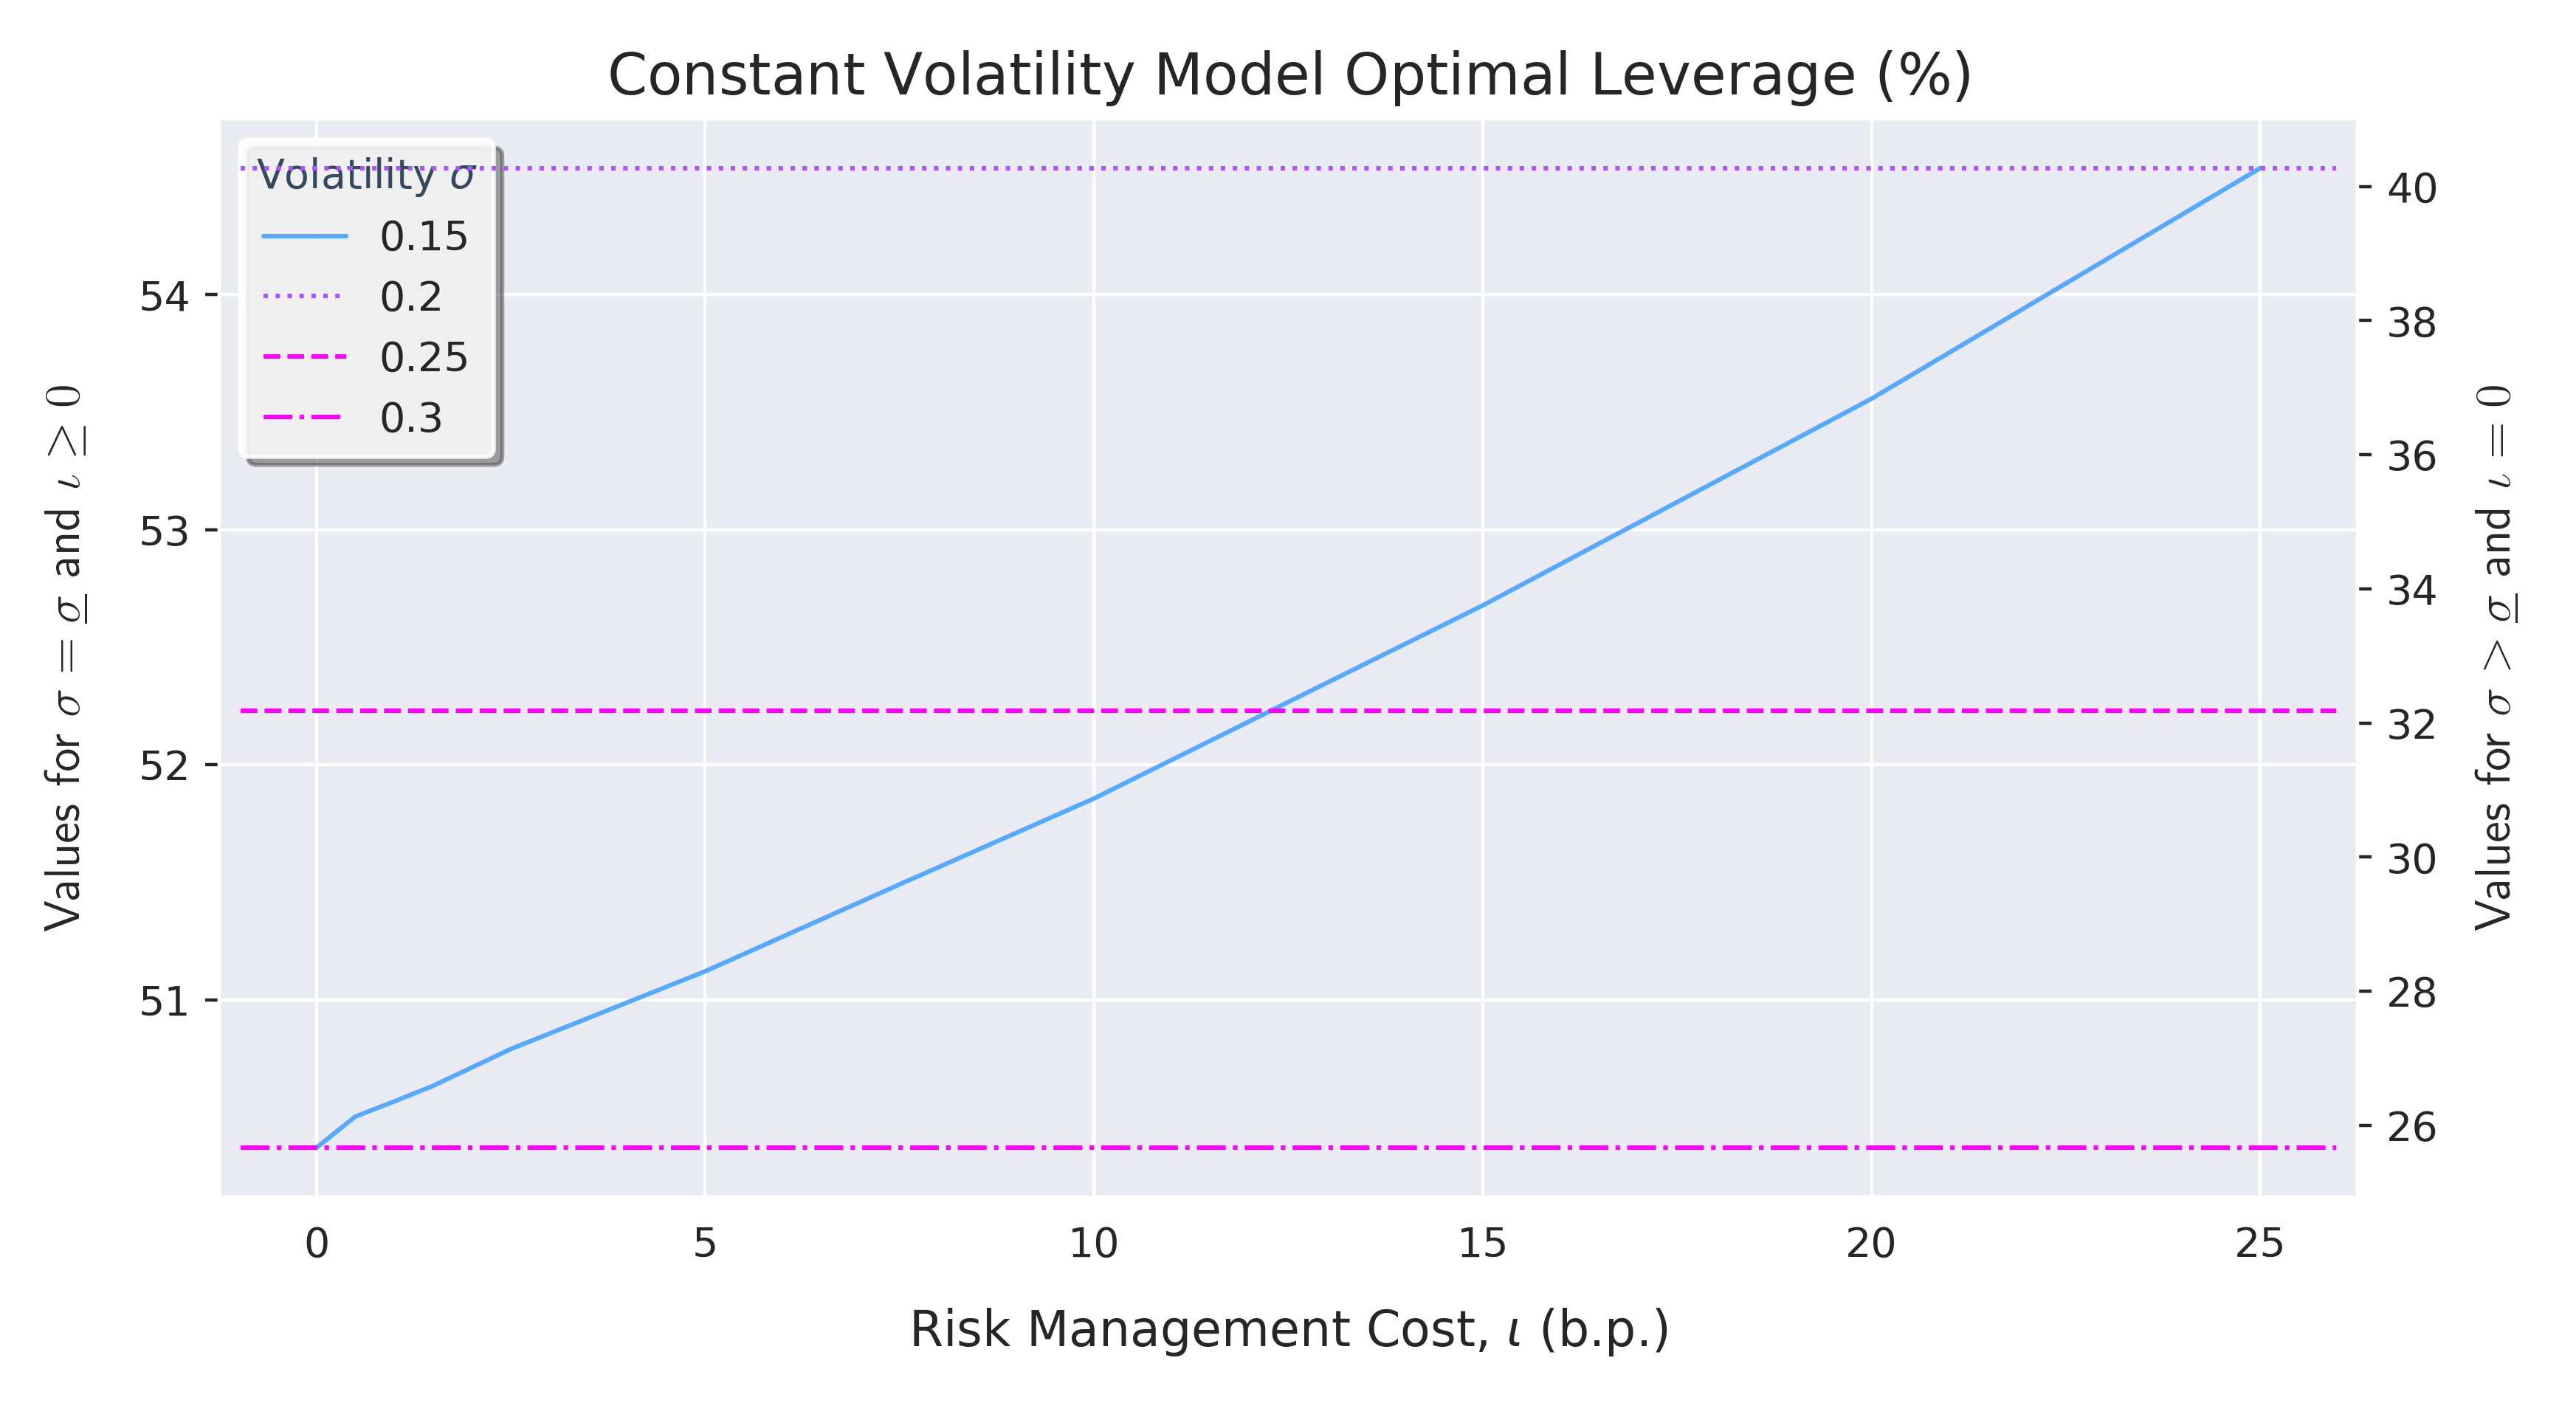 Constant Volatility Model Optimal Leverage (%)
Volatility σ
0.15
0.2
0.25
0.3
54
53
52
51
40
38
36
34
32
30
28
26
0 5 10 15 20 25
Values for σ = σ̲ and ι ≥ 0
Values for σ > σ̲ and ι = 0
Risk Management Cost, ι (b.p.)